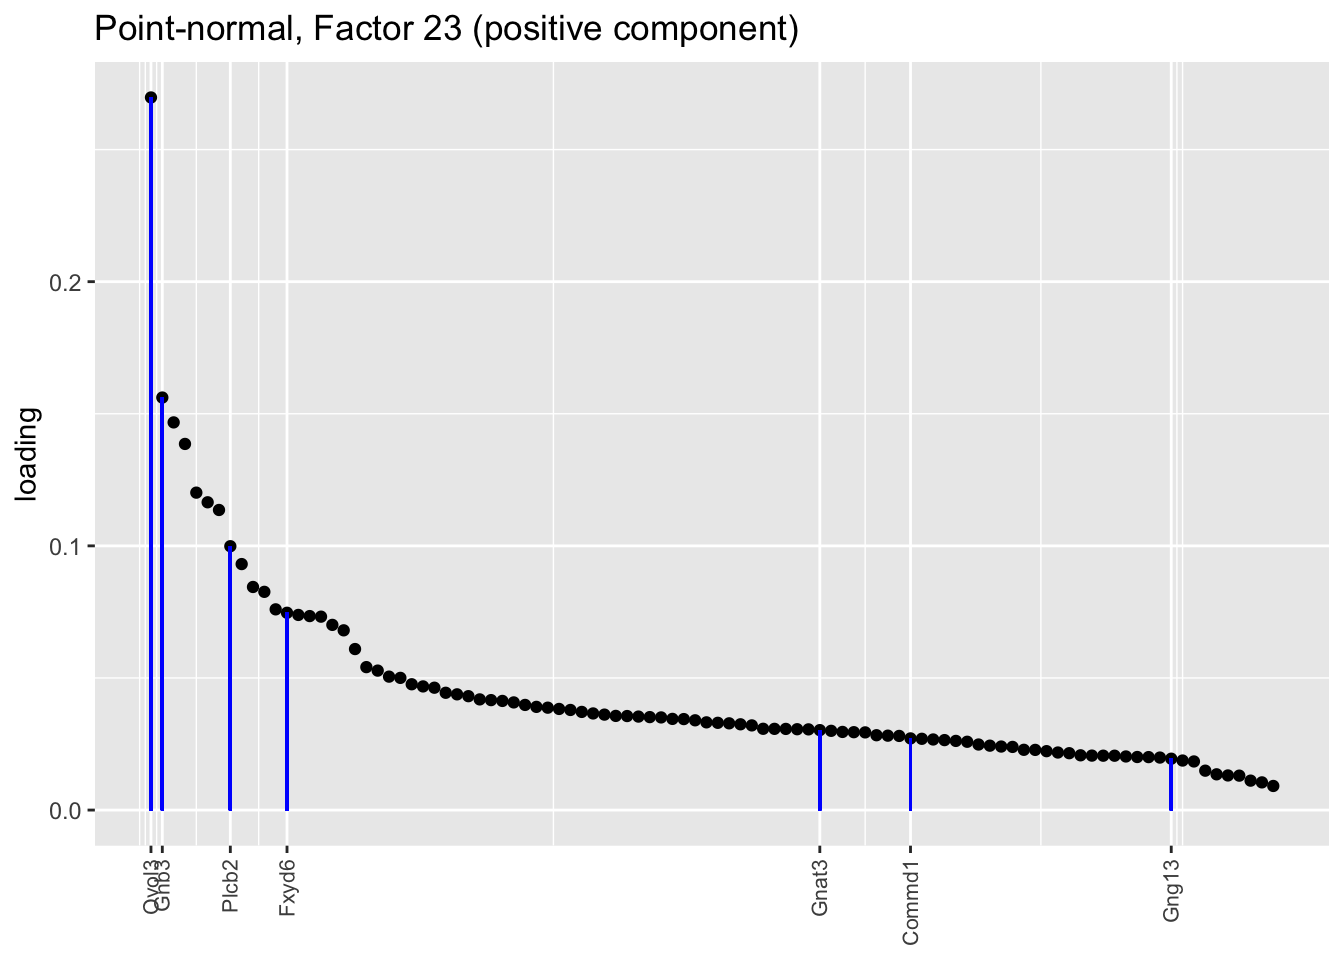 Point-normal, Factor 23 (positive component)
loading
0.2
0.1
0.0
Ovol3
Gnb3
Plcb2
Fxyd6
Gnat3
Commd1
Gng13